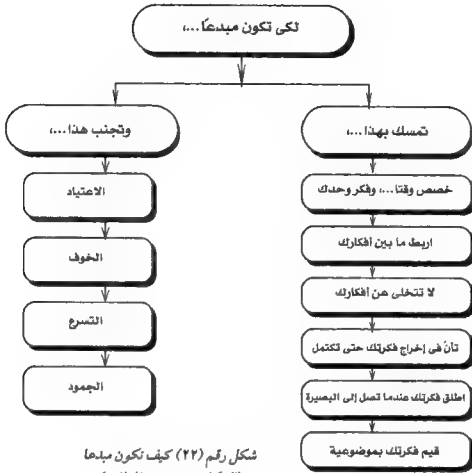 لكى تكون مبدعًا ...،
تمسك بهذا ...،
خصص وقتا ...، وفكر وحدك
اربط ما بين أفكارك
لا تتخلى عن أفكارك
تأن فى إخراج فكرتك حتى تكتمل
اطلق فكرتك عندما تصل إلى البصيرة
قيم فكرتك بموضوعية
وتجنب هذا ...،
الاعتياد
الخوف
التسرع
الجمود
شكل رقم (٢٢) كيف تكون مبدعا